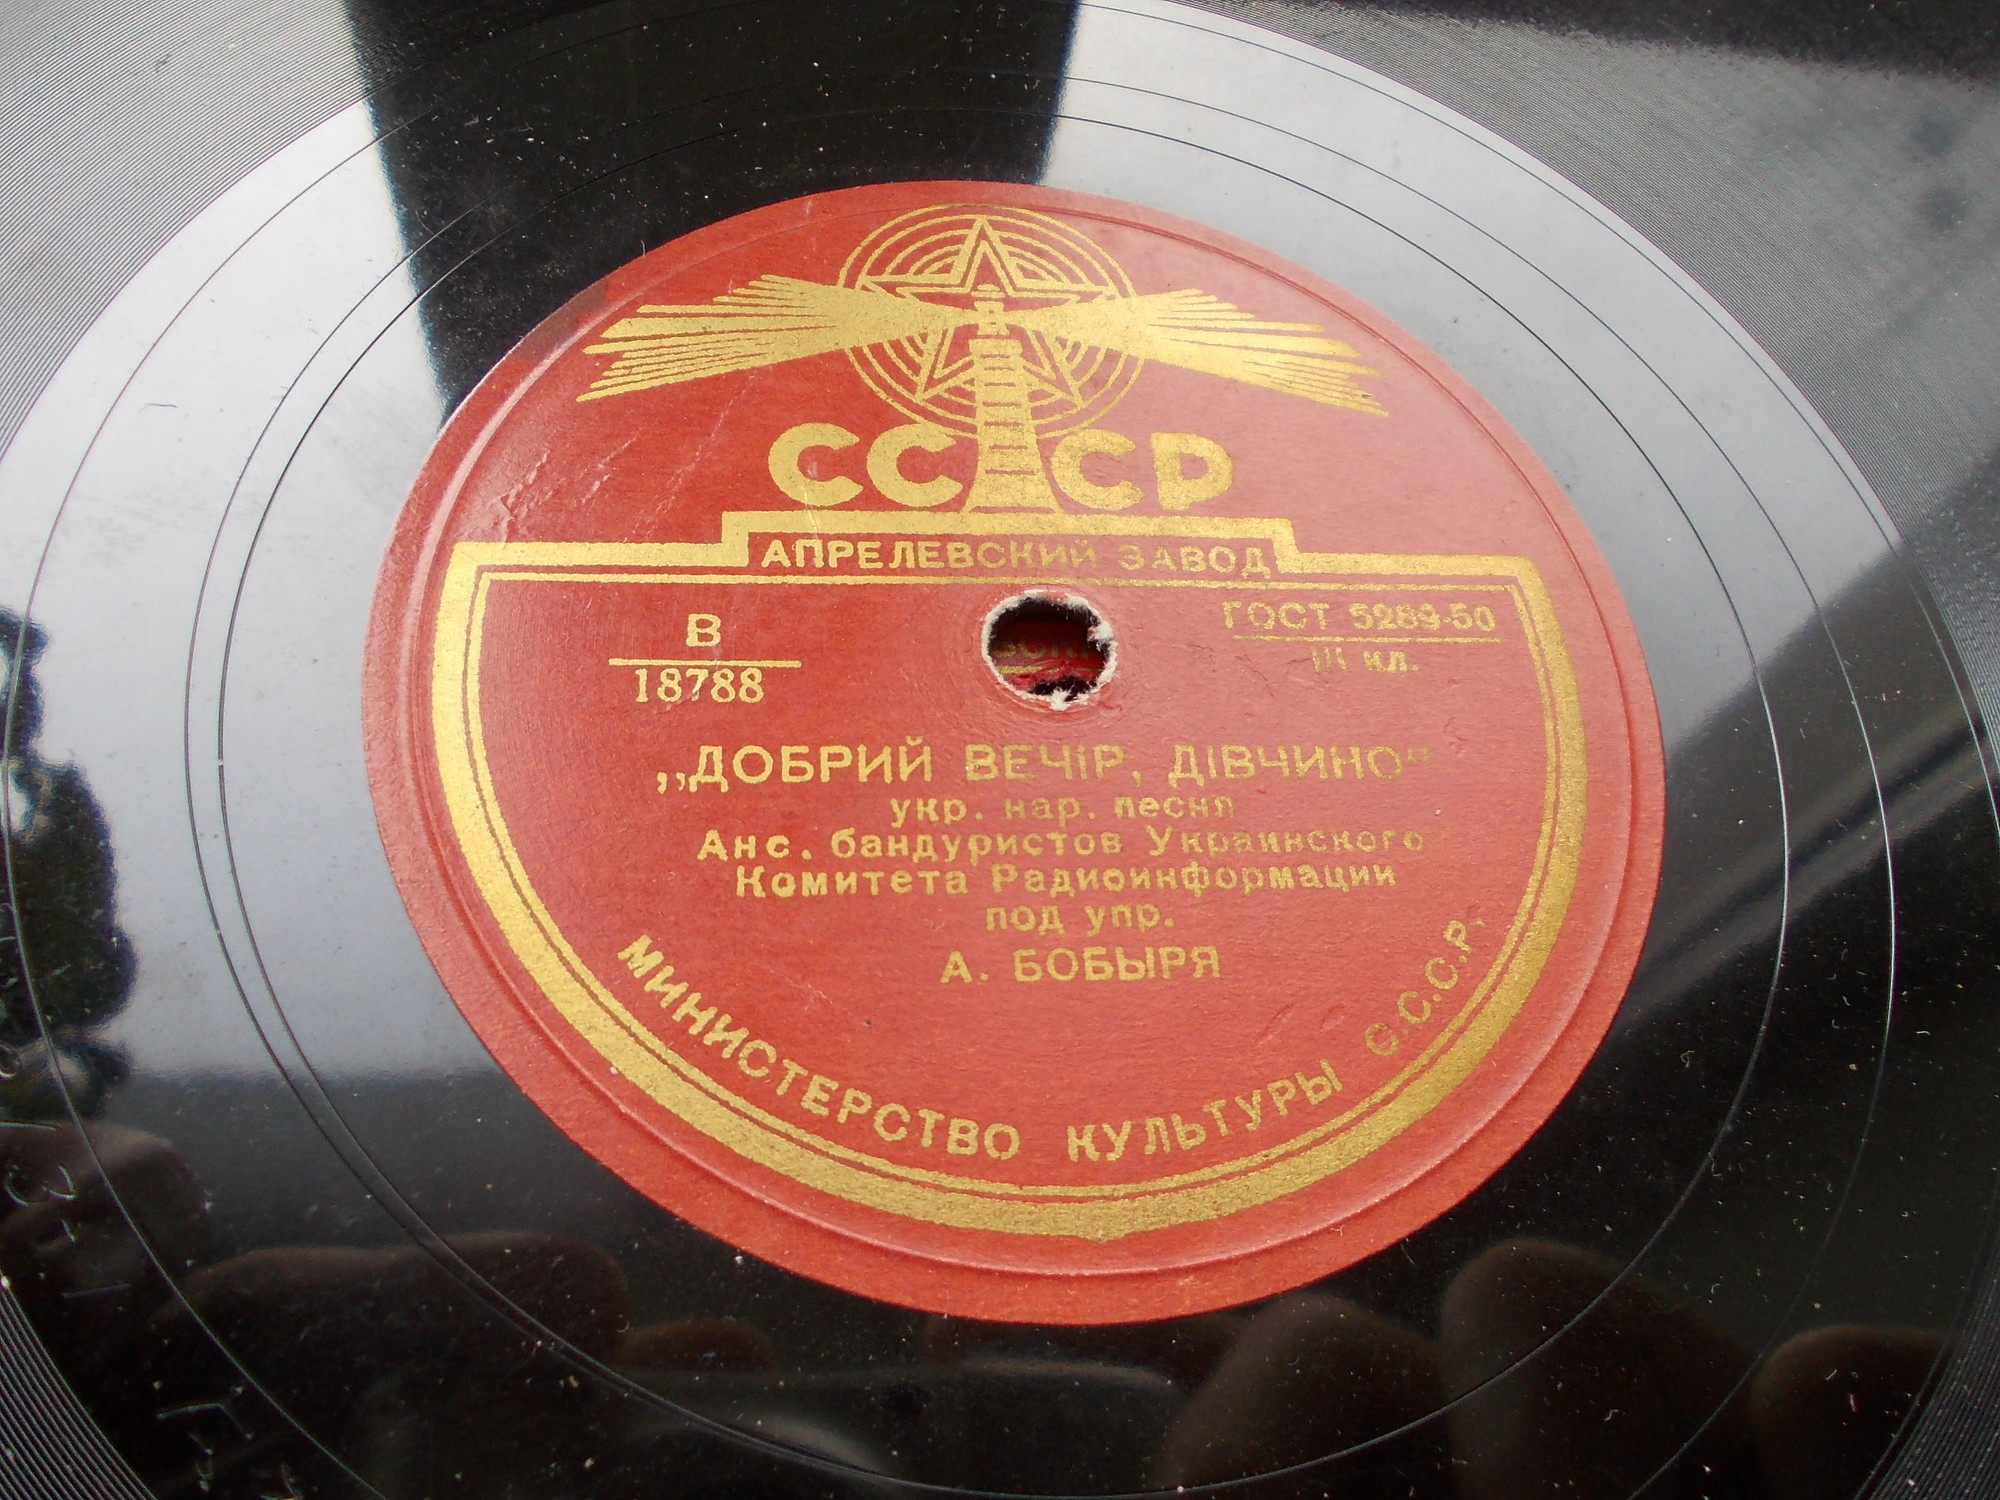 СССР
АПРЕЛЕВСКИЙ ЗАВОД
В
18788
ГОСТ 5289-50
III кл.
„ДОБРИЙ ВЕЧІР, ДІВЧИНО“
укр. нар. песня
Анс. бандуристов Украинского
Комитета Радиоинформации
под упр.
А. БОБЫРЯ
МИНИСТЕРСТВО КУЛЬТУРЫ С.С.С.Р.